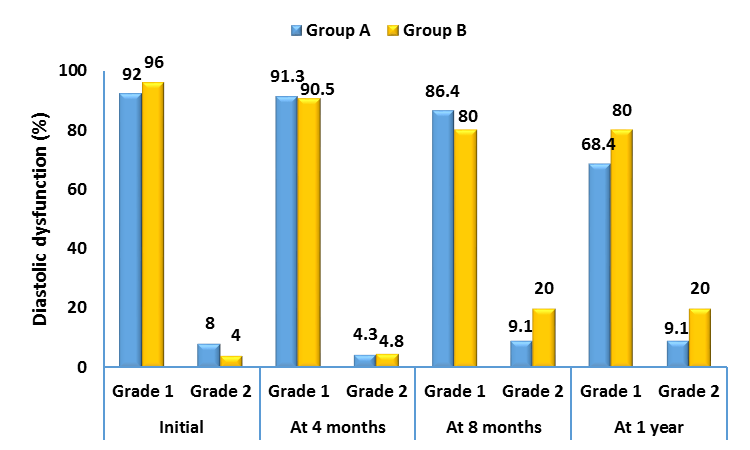 Group A Group B
Diastolic dysfunction (%)
100
80
60
40
20
0
92 96 8 4 91.3 90.5 4.3 4.8 86.4 80 9.1 20 68.4 80 9.1 20
Grade 1 Grade 2 Grade 1 Grade 2 Grade 1 Grade 2 Grade 1 Grade 2
Initial At 4 months At 8 months At 1 year